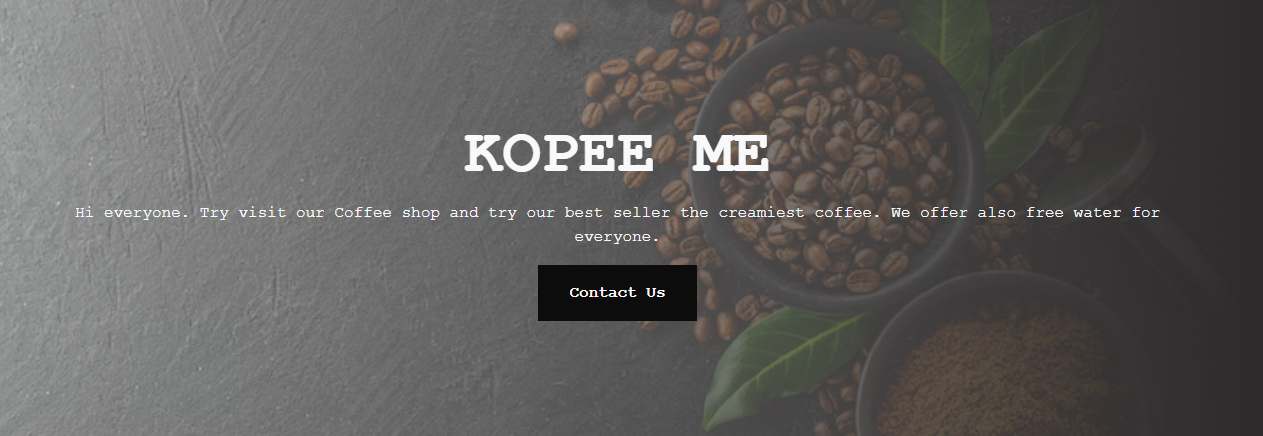 KOPEE ME
Hi everyone. Try visit our Coffee shop and try our best seller the creamiest coffee. We offer also free water for
everyone.
Contact Us